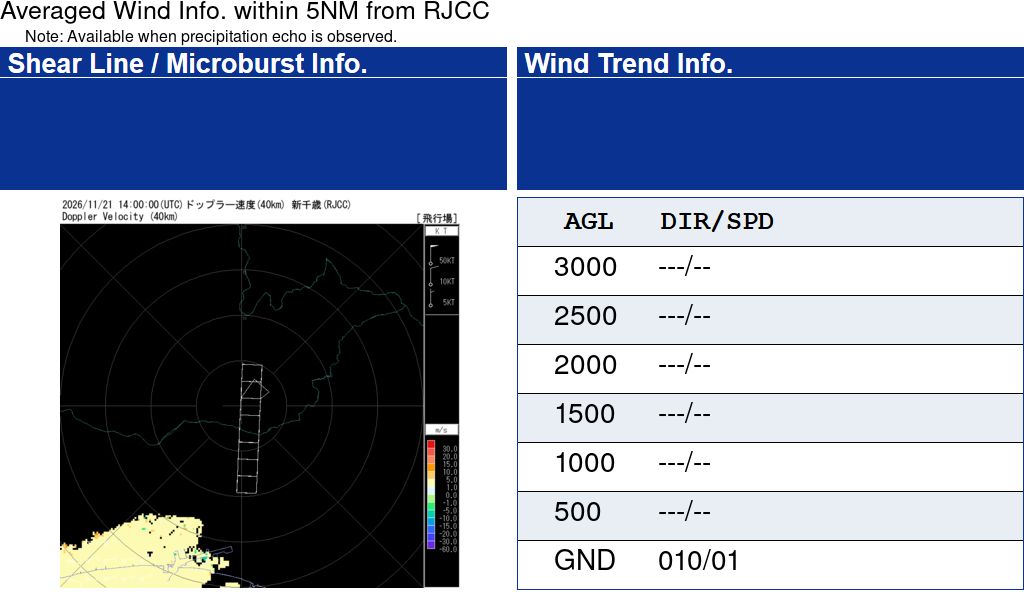 Averaged Wind Info. within 5NM from RJCC
Note: Available when precipitation echo is observed.
Shear Line / Microburst Info.
Wind Trend Info.
2026/11/21 14:00:00(UTC) ドップラー速度(40km) 新千歳(RJCC)
Doppler Velocity (40km)
[飛行場]
K T
50KT
10KT
5KT
m/s
30.0
20.0
15.0
10.0
5.0
1.0
0.0
-1.0
-5.0
-10.0
-15.0
-20.0
-30.0
-60.0
AGL DIR/SPD
3000 ---/--
2500 ---/--
2000 ---/--
1500 ---/--
1000 ---/--
500 ---/--
GND 010/01